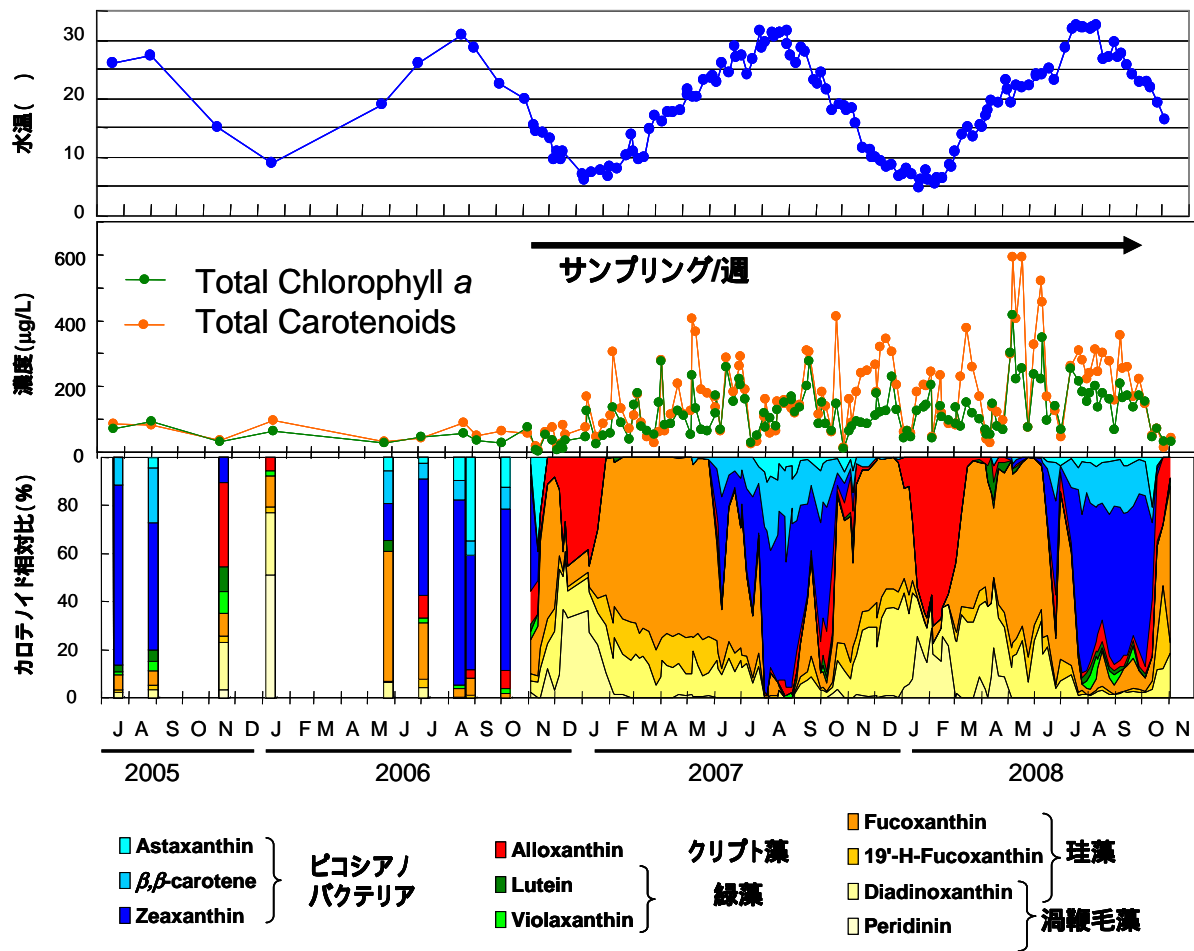 30
20
10
0
水温( )
600
400
200
0
濃度(µg/L)
サンプリング/週
Total Chlorophyll a
Total Carotenoids
80
60
40
20
0
カロテノイド相対比(%)
J A S O N D J F M A M J J A S O N D J F M A M J J A S O N D J F M A M J J A S O N
2005 2006 2007 2008
Astaxanthin
β,β-carotene
Zeaxanthin
ピコシアノ
バクテリア
Alloxanthin クリプト藻
Lutein
Violaxanthin
緑藻
Fucoxanthin
19'-H-Fucoxanthin
珪藻
Diadinoxanthin
Peridinin
渦鞭毛藻